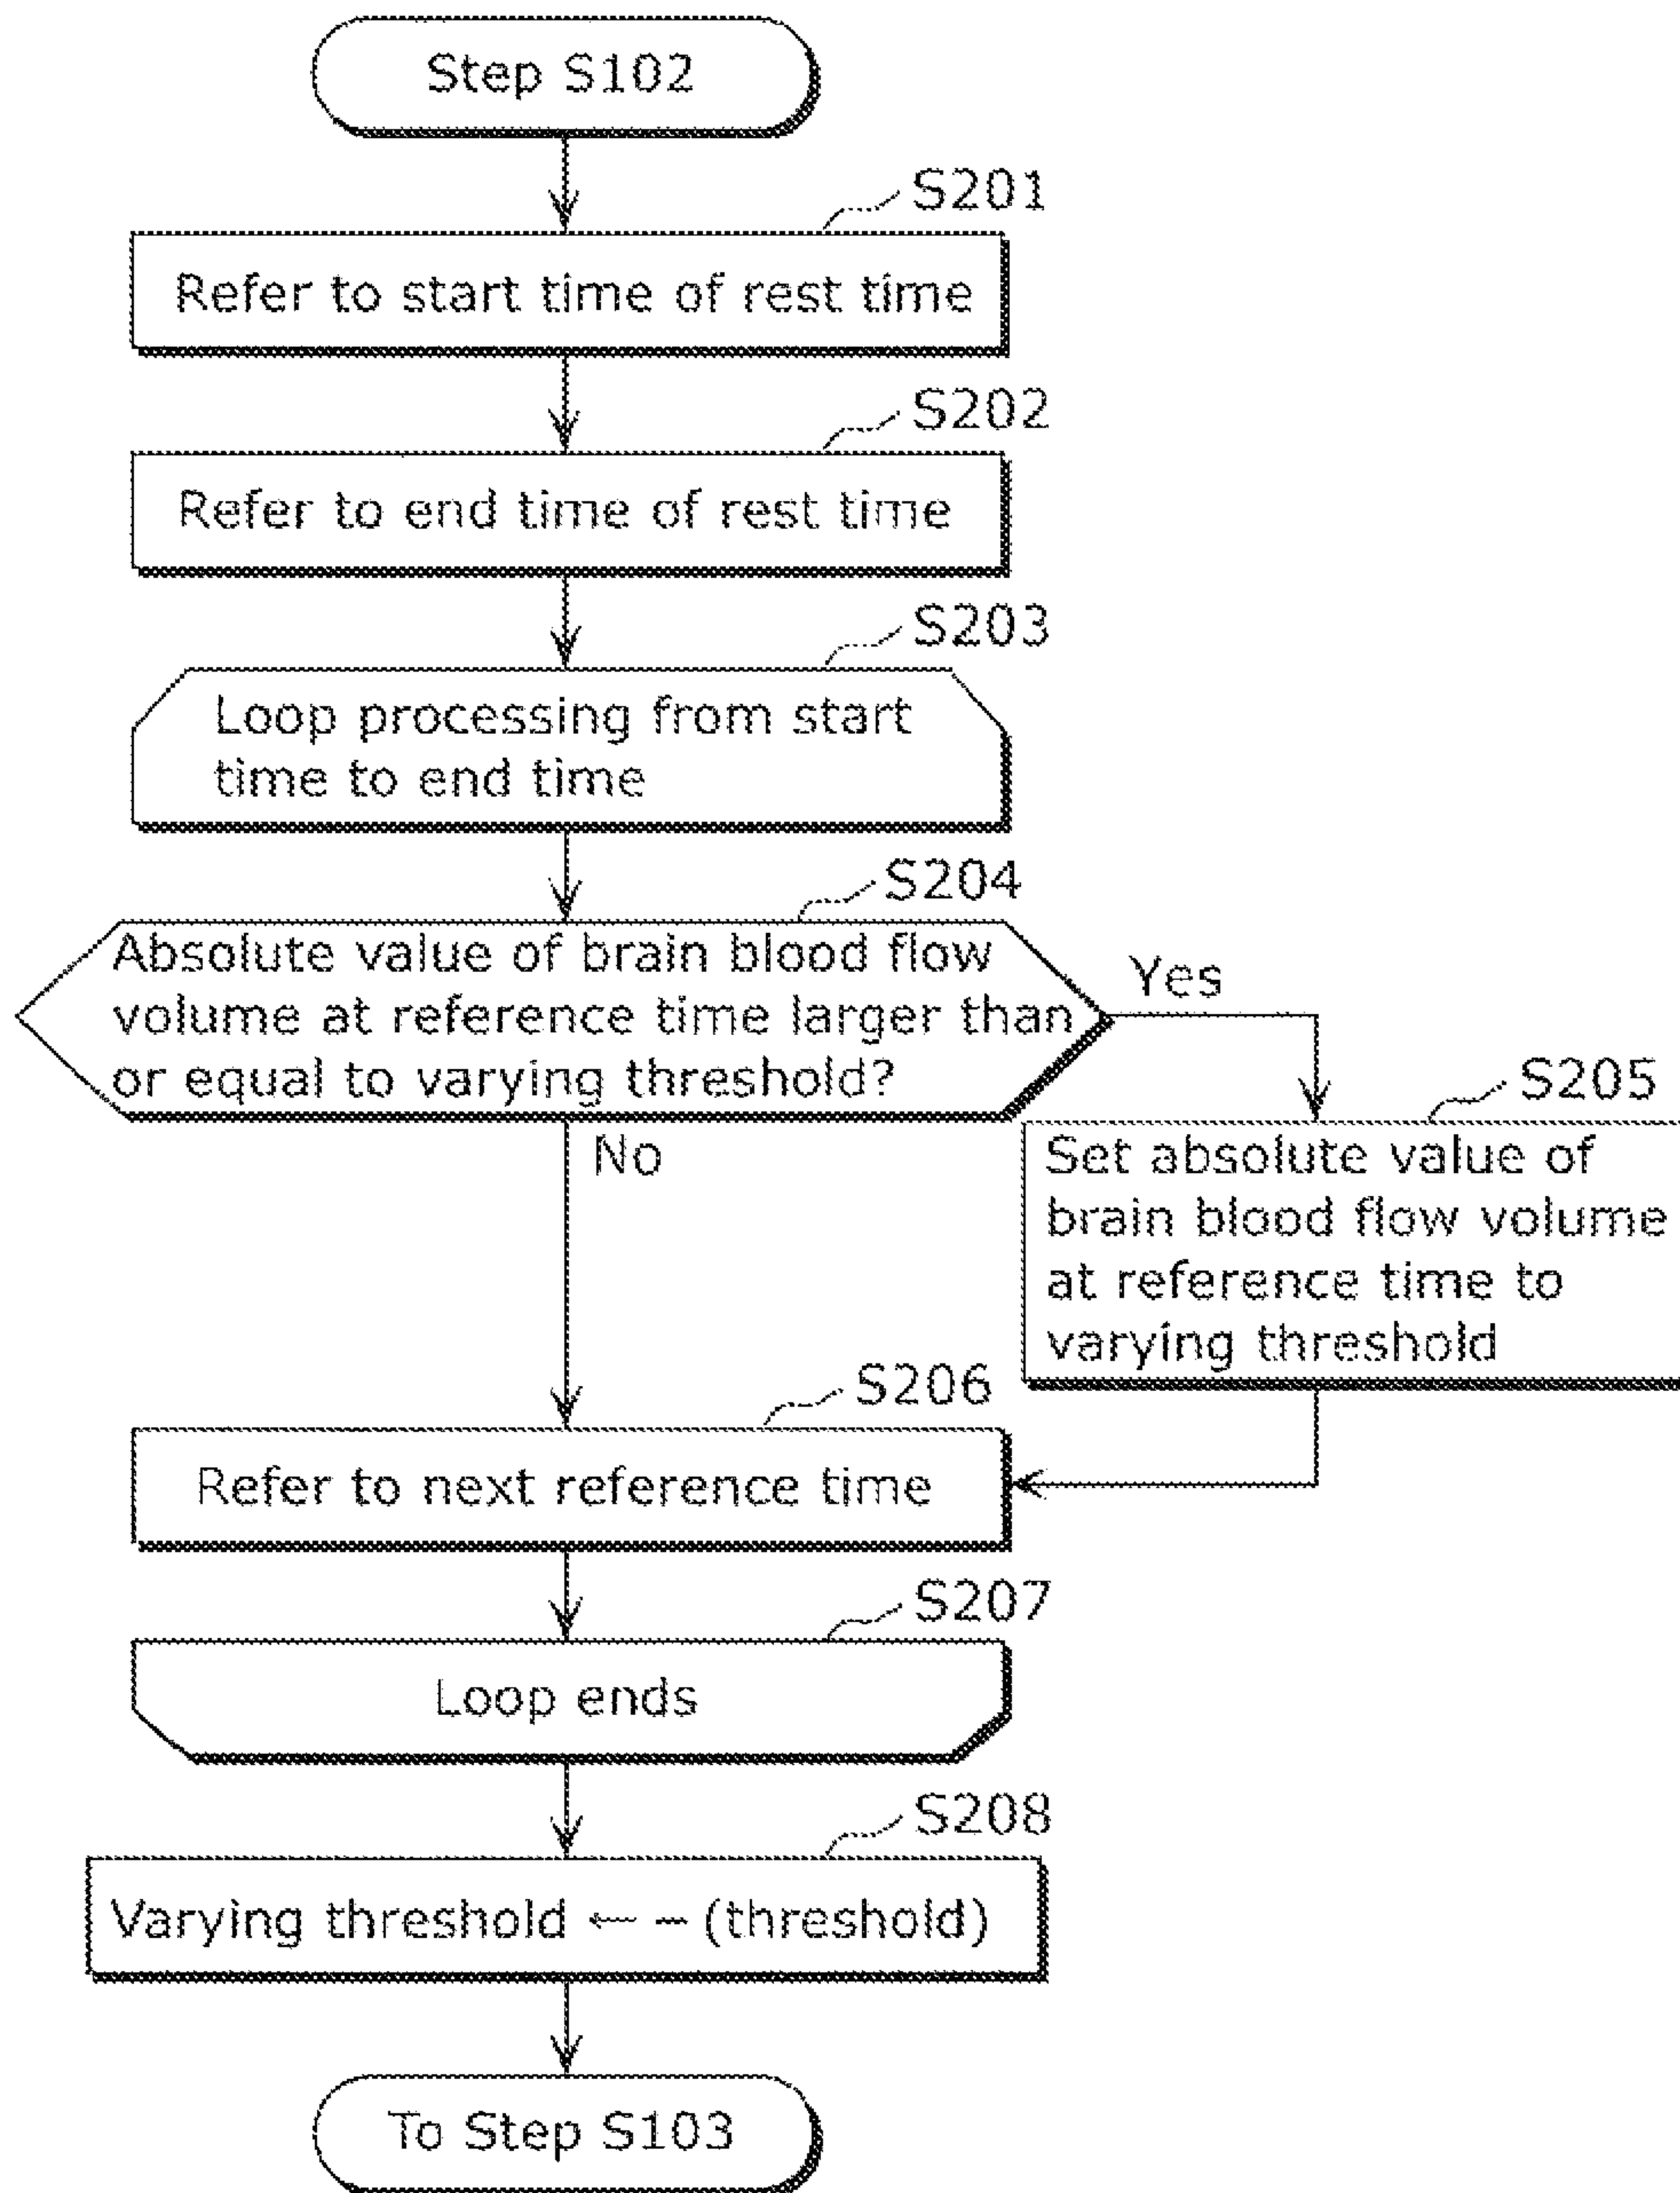 Step S102
S201
Refer to start time of rest time
S202
Refer to end time of rest time
S203
Loop processing from start
time to end time
S204
Absolute value of brain blood flow
volume at reference time larger than
or equal to varying threshold?
Yes
No
S205
Set absolute value of
brain blood flow volume
at reference time to
varying threshold
S206
Refer to next reference time
S207
Loop ends
S208
Varying threshold ← – (threshold)
To Step S103